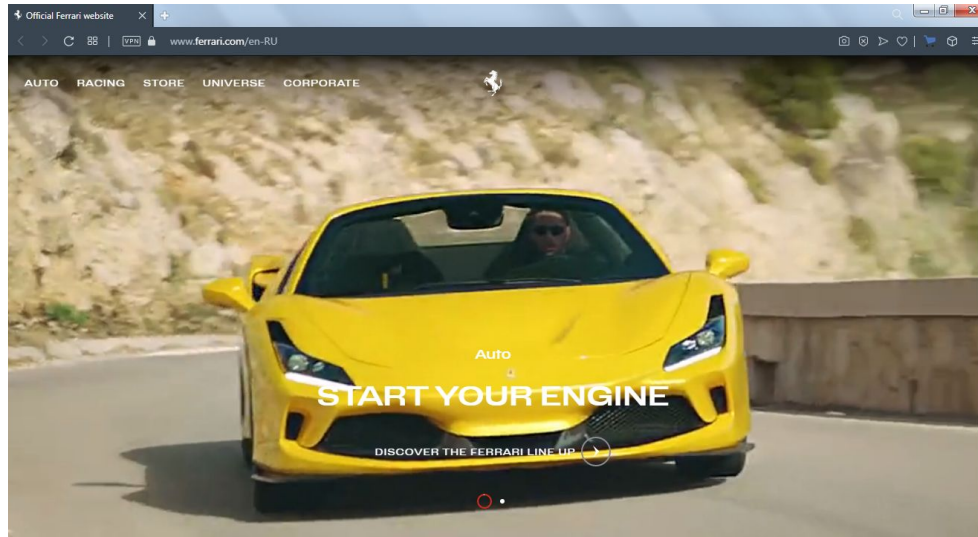 Official Ferrari website
VPN
www.ferrari.com/en-RU
AUTO RACING STORE UNIVERSE CORPORATE
Auto
START YOUR ENGINE
DISCOVER THE FERRARI LINE UP